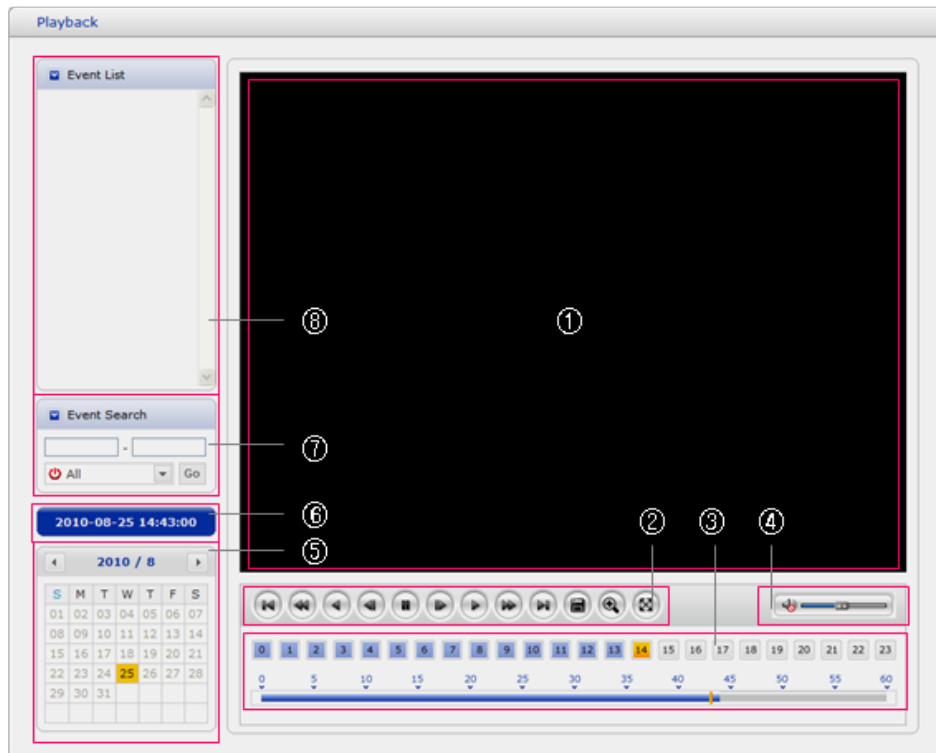 Playback
Event List
⑧
①
Event Search
-
⑦
All
Go
2010-08-25 14:43:00
⑥
②
③
④
⑤
2010 / 8
S M T W T F S
01 02 03 04 05 06 07
08 09 10 11 12 13 14
15 16 17 18 19 20 21
22 23 24 25 26 27 28
29 30 31
0 1 2 3 4 5 6 7 8 9 10 11 12 13 14 15 16 17 18 19 20 21 22 23
0 5 10 15 20 25 30 35 40 45 50 55 60